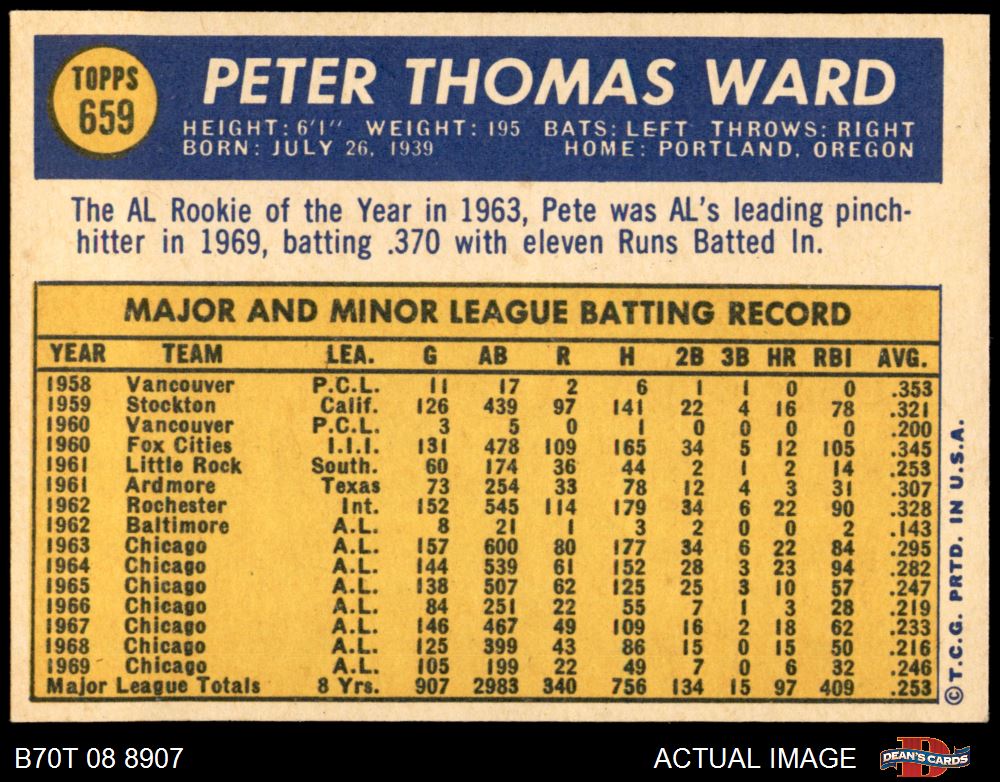 TOPPS
659
PETER THOMAS WARD
HEIGHT: 6'1" WEIGHT: 195 BATS: LEFT THROWS: RIGHT
BORN: JULY 26, 1939 HOME: PORTLAND, OREGON
The AL Rookie of the Year in 1963, Pete was AL's leading pinch-
hitter in 1969, batting .370 with eleven Runs Batted In.
MAJOR AND MINOR LEAGUE BATTING RECORD
YEAR TEAM LEA. G AB R H 2B 3B HR RBI AVG.
1958 Vancouver P.C.L. 11 17 2 6 1 1 0 0 .353
1959 Stockton Calif. 126 439 97 141 22 4 16 78 .321
1960 Vancouver P.C.L. 3 5 0 1 0 0 0 0 .200
1960 Fox Cities I.I.I. 131 478 109 165 34 5 12 105 .345
1961 Little Rock South. 60 174 36 44 2 1 2 14 .253
1961 Ardmore Texas 73 254 33 78 12 4 3 31 .307
1962 Rochester Int. 152 545 114 179 34 6 22 90 .328
1962 Baltimore A.L. 8 21 1 3 2 0 0 2 .143
1963 Chicago A.L. 157 600 80 177 34 6 22 84 .295
1964 Chicago A.L. 144 539 61 152 28 3 23 94 .282
1965 Chicago A.L. 138 507 62 125 25 3 10 57 .247
1966 Chicago A.L. 84 251 22 55 7 1 3 28 .219
1967 Chicago A.L. 146 467 49 109 16 2 18 62 .233
1968 Chicago A.L. 125 399 43 86 15 0 15 50 .216
1969 Chicago A.L. 105 199 22 49 7 0 6 32 .246
Major League Totals 8 Yrs. 907 2983 340 756 134 15 97 409 .253
©T.C.G. PRTD. IN U.S.A.
B70T 08 8907 ACTUAL IMAGE
DEAN'S CARDS